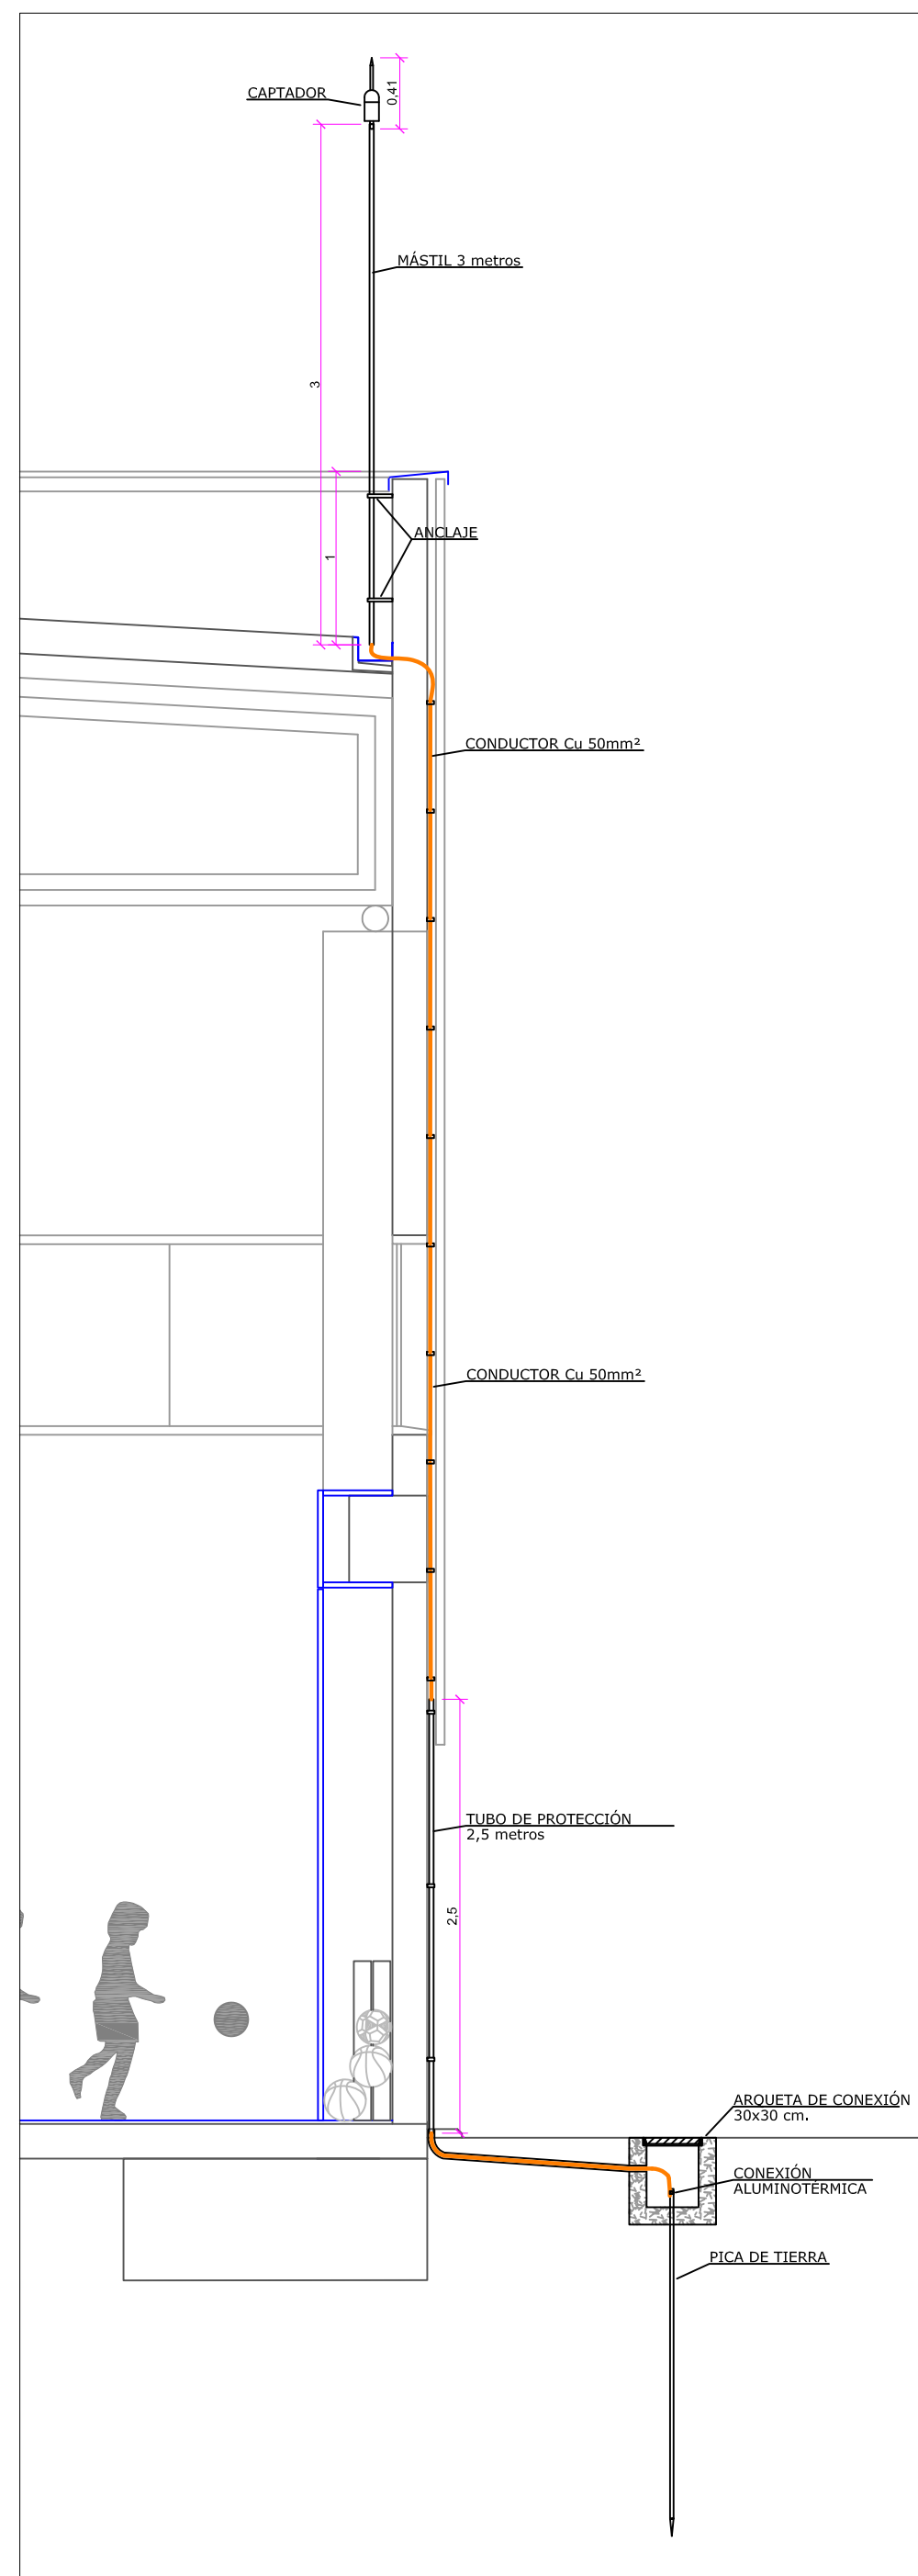 CAPTADOR
0,41
MÁSTIL 3 metros
3
1
ANCLAJE
CONDUCTOR Cu 50mm²
CONDUCTOR Cu 50mm²
TUBO DE PROTECCIÓN
2,5 metros
2,5
ARQUETA DE CONEXIÓN
30x30 cm.
CONEXIÓN
ALUMINOTÉRMICA
PICA DE TIERRA